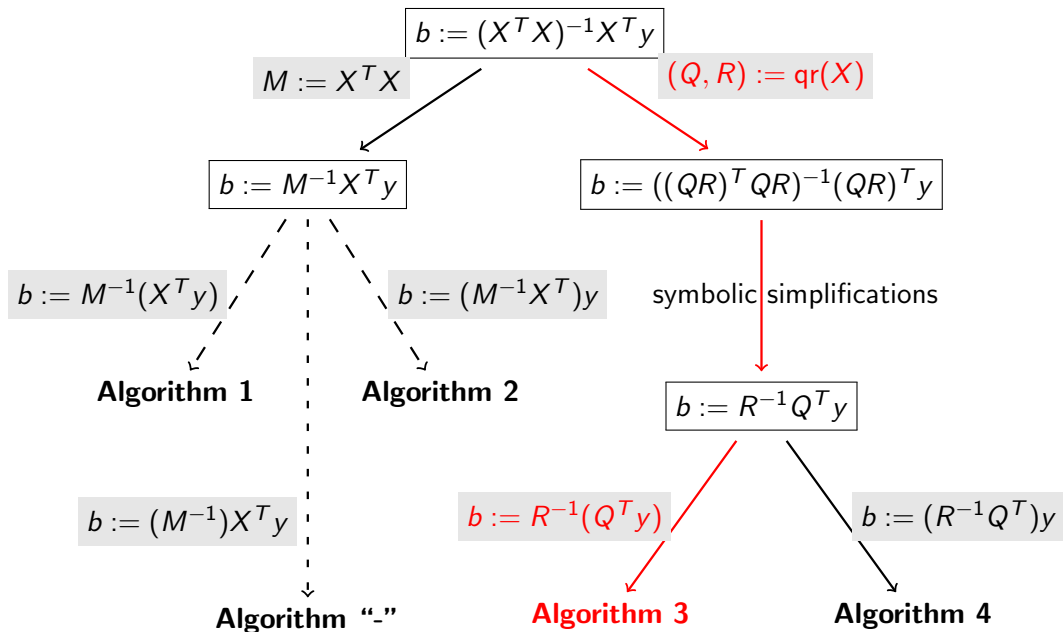 b := (X^T X)^{-1} X^T y
M := X^T X
(Q, R) := qr(X)
b := M^{-1} X^T y
b := ((QR)^T QR)^{-1} (QR)^T y
b := M^{-1}(X^T y)
b := (M^{-1} X^T)y
symbolic simplifications
Algorithm 1
Algorithm 2
b := R^{-1} Q^T y
b := (M^{-1})X^T y
b := R^{-1}(Q^T y)
b := (R^{-1} Q^T)y
Algorithm “-”
Algorithm 3
Algorithm 4